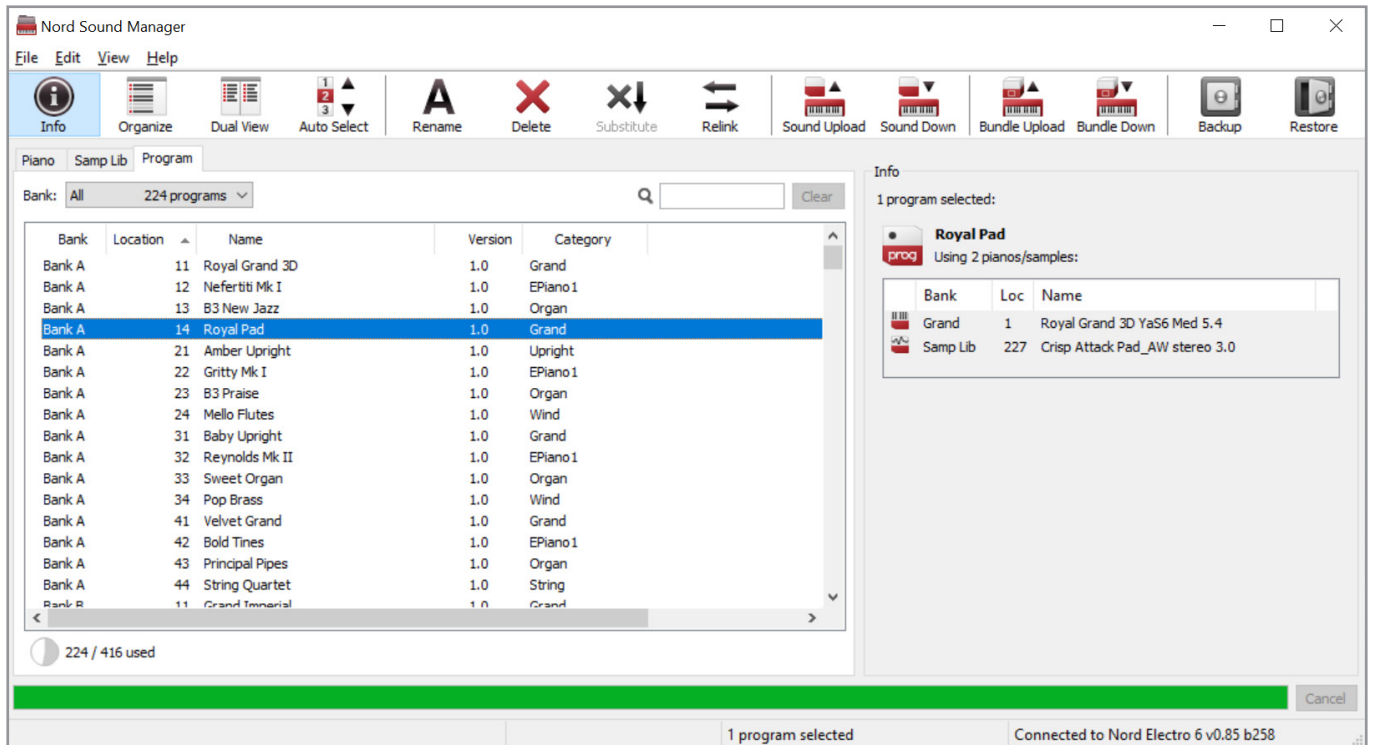 Nord Sound Manager
File Edit View Help
Info Organize Dual View Auto Select Rename Delete Substitute Relink Sound Upload Sound Down Bundle Upload Bundle Down Backup Restore
Piano Samp Lib Program
Bank: All 224 programs Clear
Bank Location Name Version Category
Bank A 11 Royal Grand 3D 1.0 Grand
Bank A 12 Nefertiti Mk I 1.0 EPiano1
Bank A 13 B3 New Jazz 1.0 Organ
Bank A 14 Royal Pad 1.0 Grand
Bank A 21 Amber Upright 1.0 Upright
Bank A 22 Gritty Mk I 1.0 EPiano1
Bank A 23 B3 Praise 1.0 Organ
Bank A 24 Mello Flutes 1.0 Wind
Bank A 31 Baby Upright 1.0 Grand
Bank A 32 Reynolds Mk II 1.0 EPiano1
Bank A 33 Sweet Organ 1.0 Organ
Bank A 34 Pop Brass 1.0 Wind
Bank A 41 Velvet Grand 1.0 Grand
Bank A 42 Bold Tines 1.0 EPiano1
Bank A 43 Principal Pipes 1.0 Organ
Bank A 44 String Quartet 1.0 String
Bank B 11 Grand Imperial 1.0 Grand
224 / 416 used
Info
1 program selected:
prog Royal Pad
Using 2 pianos/samples:
Bank Loc Name
Grand 1 Royal Grand 3D YaS6 Med 5.4
Samp Lib 227 Crisp Attack Pad_AW stereo 3.0
Cancel
1 program selected Connected to Nord Electro 6 v0.85 b258